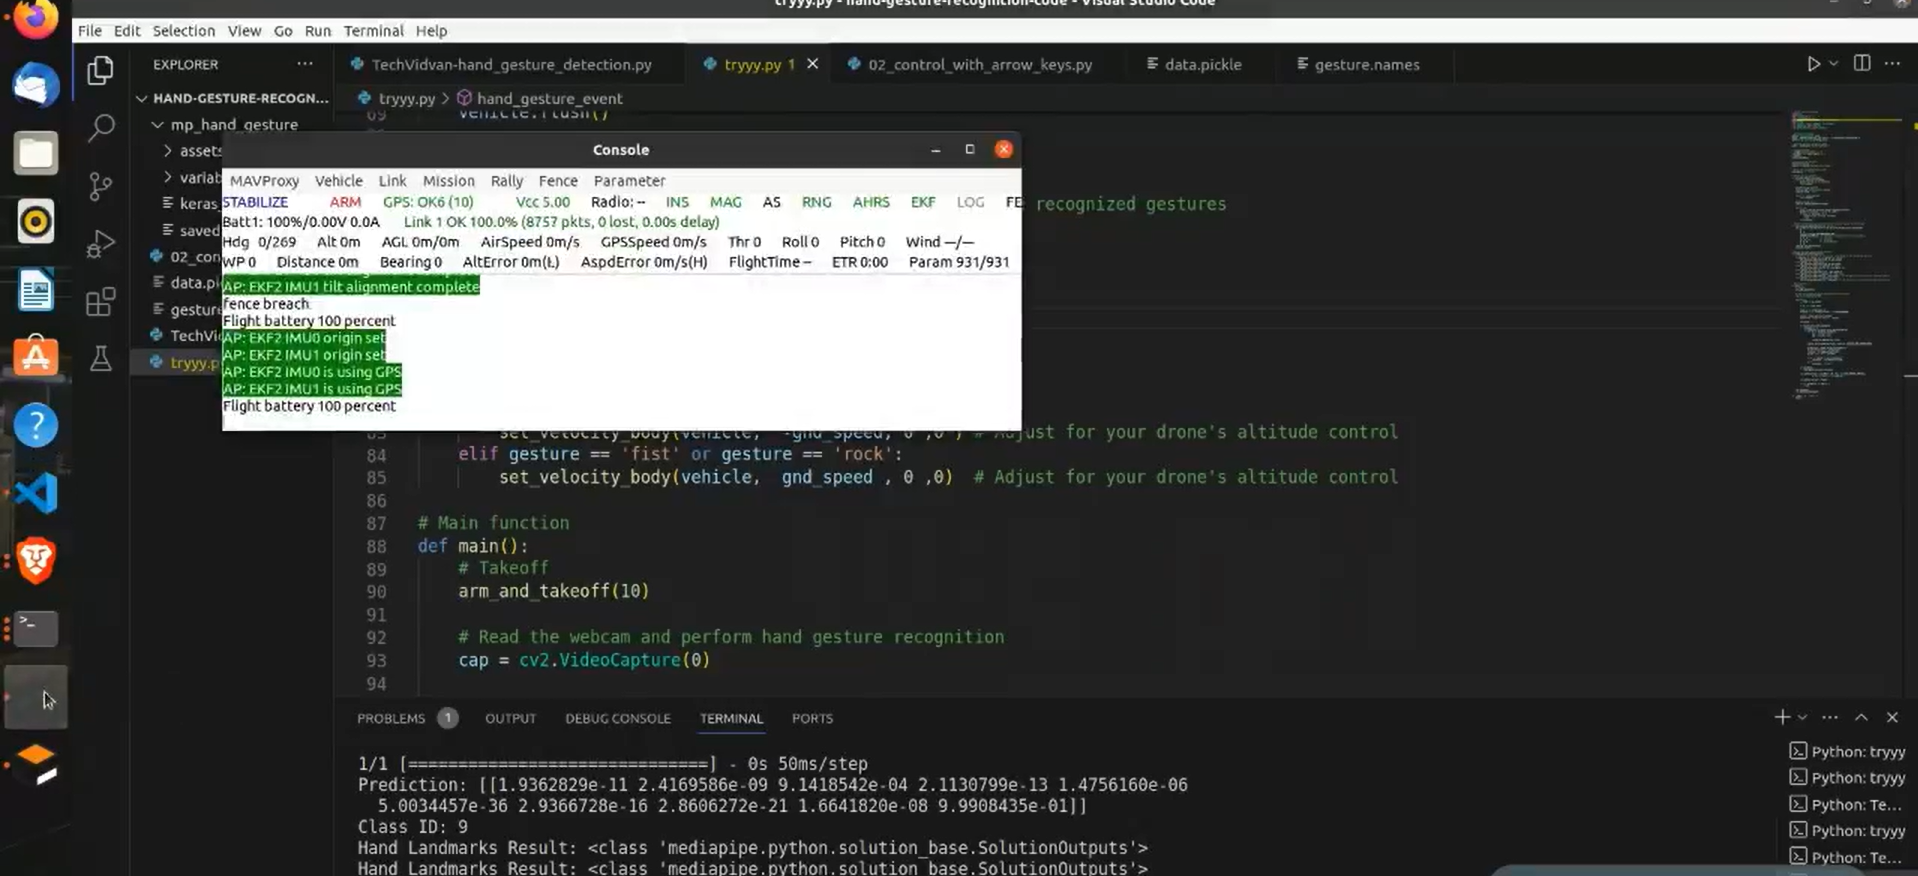 tryyy.py - hand-gesture-recognition-code - Visual Studio Code
File Edit Selection View Go Run Terminal Help
EXPLORER ···
TechVidvan-hand_gesture_detection.py
tryyy.py 1
02_control_with_arrow_keys.py
data.pickle
gesture.names
HAND-GESTURE-RECOGN...
tryyy.py > hand_gesture_event
mp_hand_gesture
69 vehicle.flush()
assets
variab
keras_
saved
02_con
data.pi
gesture
TechVid
tryyy.p
Console
MAVProxy Vehicle Link Mission Rally Fence Parameter
STABILIZE ARM GPS: OK6 (10) Vcc 5.00 Radio: -- INS MAG AS RNG AHRS EKF LOG FE
recognized gestures
Batt1: 100%/0.00V 0.0A Link 1 OK 100.0% (8757 pkts, 0 lost, 0.00s delay)
Hdg 0/269 Alt 0m AGL 0m/0m AirSpeed 0m/s GPSSpeed 0m/s Thr 0 Roll 0 Pitch 0 Wind --/--
WP 0 Distance 0m Bearing 0 AltError 0m(L) AspdError 0m/s(H) FlightTime -- ETR 0:00 Param 931/931
AP: EKF2 IMU1 tilt alignment complete
fence breach
Flight battery 100 percent
AP: EKF2 IMU0 origin set
AP: EKF2 IMU1 origin set
AP: EKF2 IMU0 is using GPS
AP: EKF2 IMU1 is using GPS
Flight battery 100 percent
83 set_velocity_body(vehicle, -gnd_speed, 0 ,0 ) # Adjust for your drone's altitude control
84 elif gesture == 'fist' or gesture == 'rock':
85 set_velocity_body(vehicle, gnd_speed , 0 ,0) # Adjust for your drone's altitude control
86
87 # Main function
88 def main():
89 # Takeoff
90 arm_and_takeoff(10)
91
92 # Read the webcam and perform hand gesture recognition
93 cap = cv2.VideoCapture(0)
94
PROBLEMS 1 OUTPUT DEBUG CONSOLE TERMINAL PORTS
1/1 [==============================] - 0s 50ms/step
Prediction: [[1.9362829e-11 2.4169586e-09 9.1418542e-04 2.1130799e-13 1.4756160e-06
5.0034457e-36 2.9366728e-16 2.8606272e-21 1.6641820e-08 9.9908435e-01]]
Class ID: 9
Hand Landmarks Result: <class 'mediapipe.python.solution_base.SolutionOutputs'>
Hand Landmarks Result: <class 'mediapipe.python.solution_base.SolutionOutputs'>
Python: tryyy
Python: tryyy
Python: Te...
Python: tryyy
Python: Te...